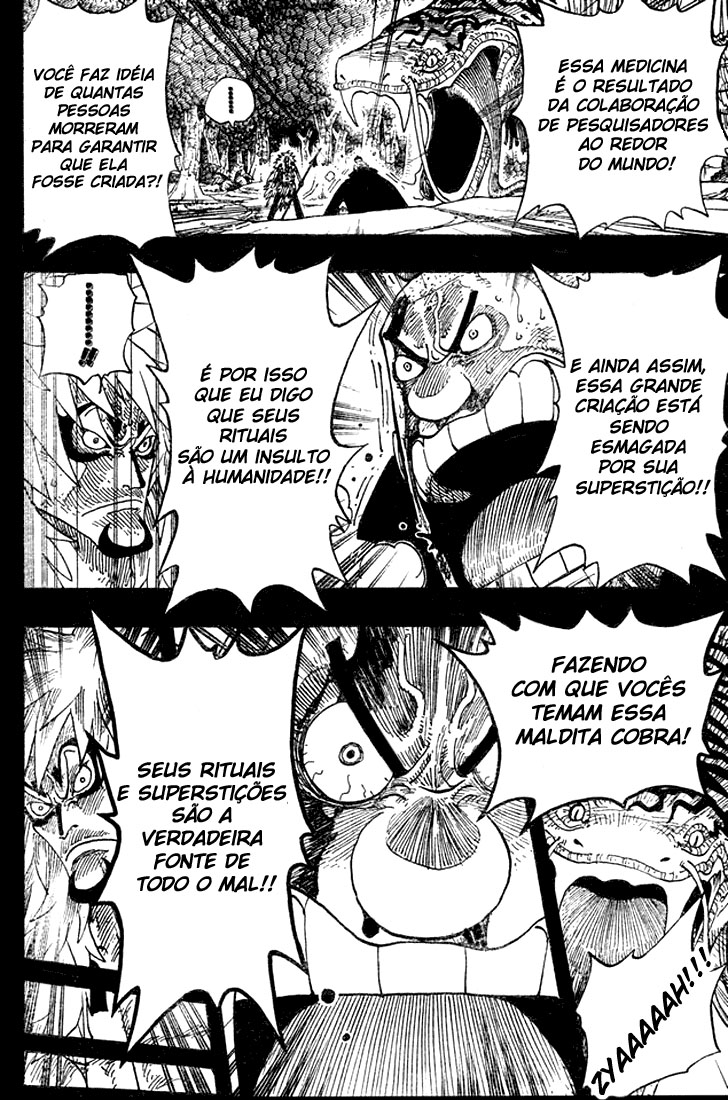 ESSA MEDICINA
É O RESULTADO
DA COLABORAÇÃO
DE PESQUISADORES
AO REDOR
DO MUNDO!
VOCÊ FAZ IDÉIA
DE QUANTAS
PESSOAS
MORRERAM
PARA GARANTIR
QUE ELA
FOSSE CRIADA?!
E AINDA ASSIM,
ESSA GRANDE
CRIAÇÃO ESTÁ
SENDO
ESMAGADA
POR SUA
SUPERSTIÇÃO!!
É POR ISSO
QUE EU DIGO
QUE SEUS
RITUAIS
SÃO UM INSULTO
À HUMANIDADE!!
FAZENDO
COM QUE VOCÊS
TEMAM ESSA
MALDITA COBRA!
ZYAAAAAH!!!
SEUS RITUAIS
E SUPERSTIÇÕES
SÃO A
VERDADEIRA
FONTE DE
TODO O MAL!!